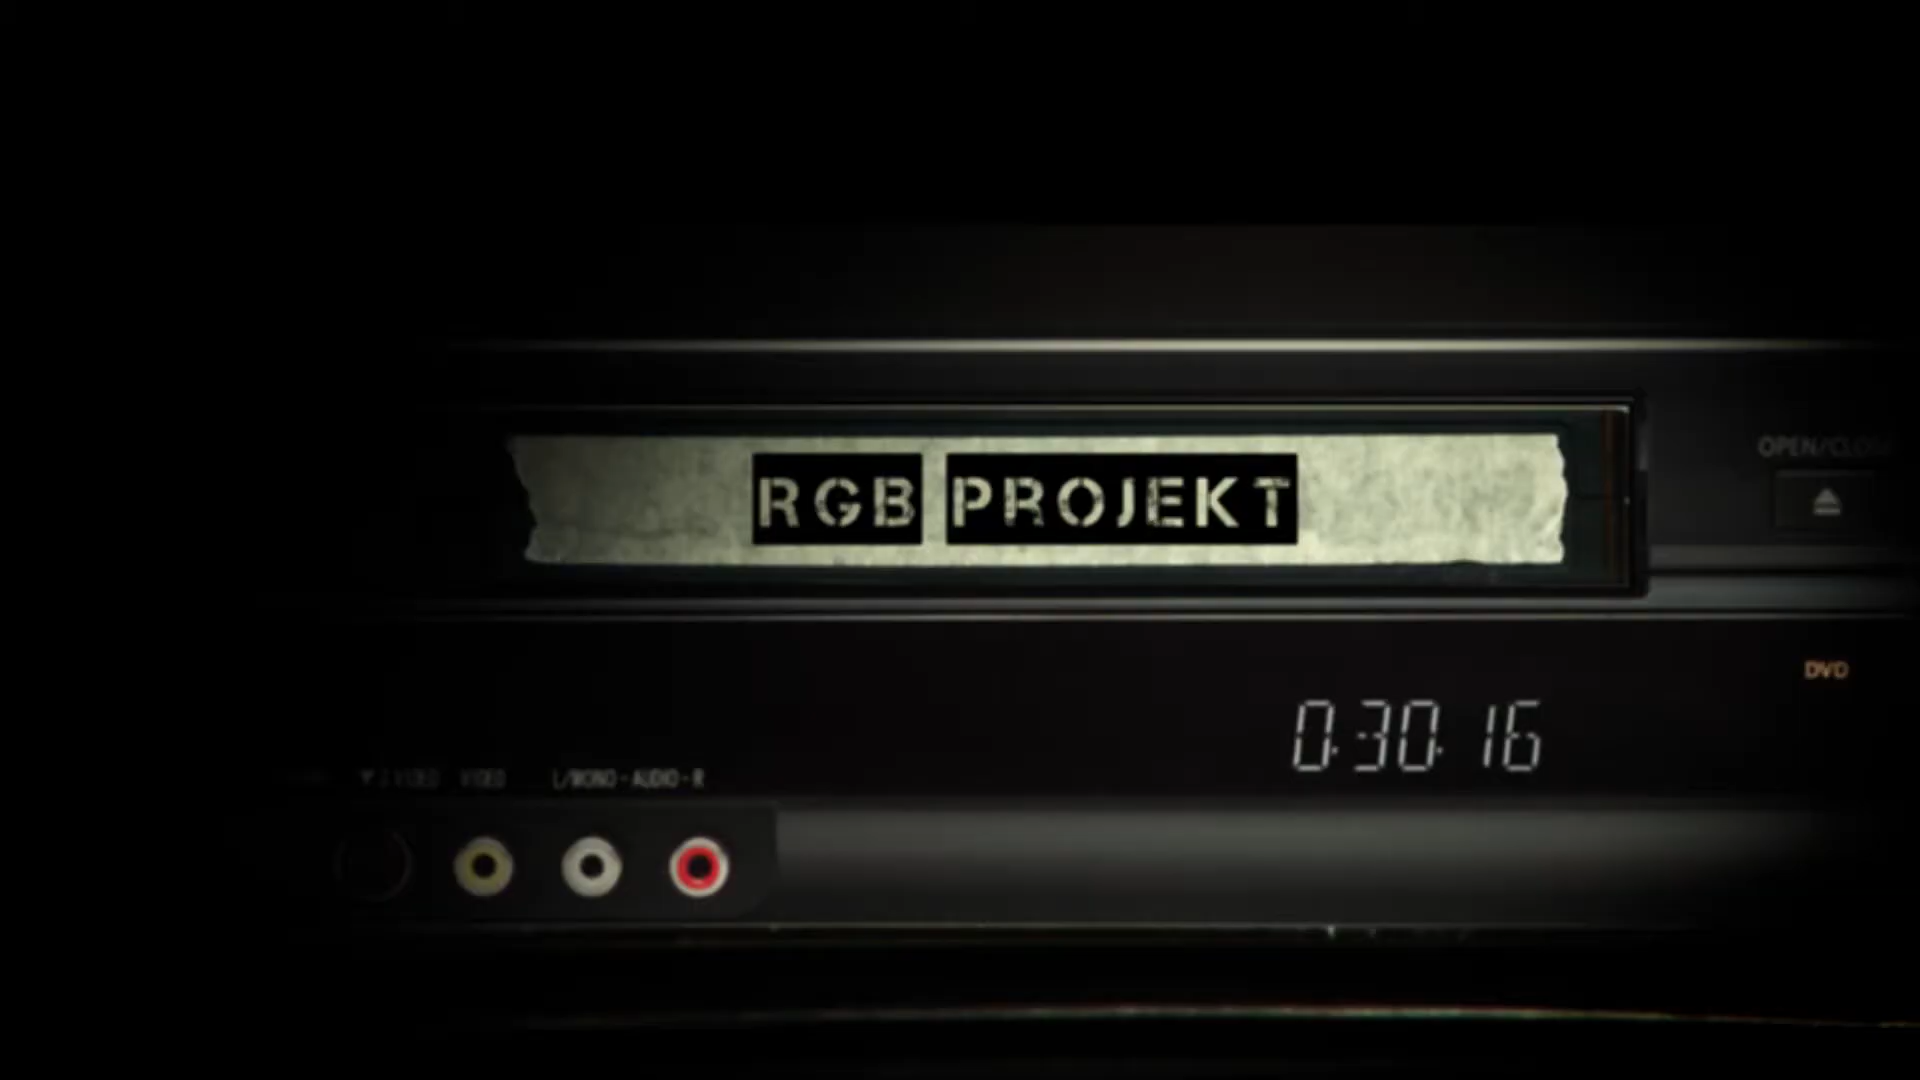 RGB PROJEKT
OPEN/CLOSE
DVD
0:30:16
VIDEO L/MONO-AUDIO-R